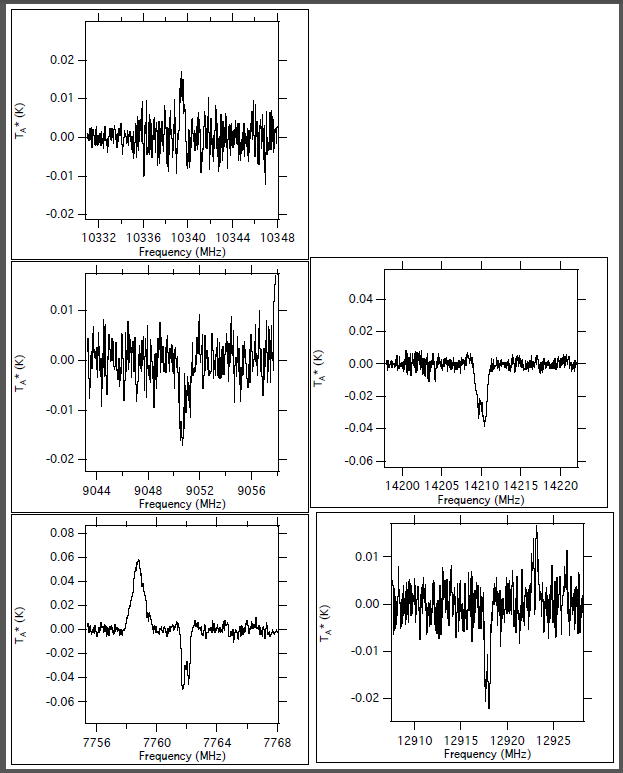 0.02
0.01
0.00
-0.01
-0.02
T_A* (K)
10332 10336 10340 10344 10348
Frequency (MHz)
0.01
0.00
-0.01
-0.02
T_A* (K)
9044 9048 9052 9056
Frequency (MHz)
0.04
0.02
0.00
-0.02
-0.04
-0.06
T_A* (K)
14200 14205 14210 14215 14220
Frequency (MHz)
0.08
0.06
0.04
0.02
0.00
-0.02
-0.04
-0.06
T_A* (K)
7756 7760 7764 7768
Frequency (MHz)
0.01
0.00
-0.01
-0.02
T_A* (K)
12910 12915 12920 12925
Frequency (MHz)